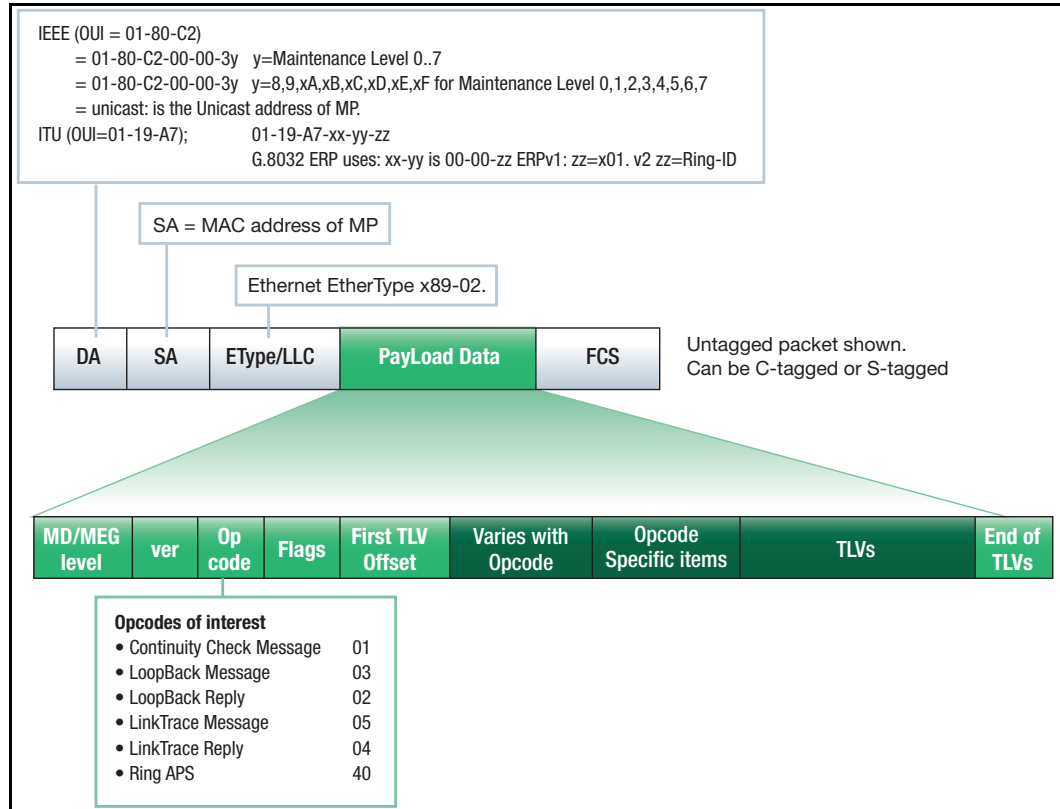 IEEE (OUI = 01-80-C2)
= 01-80-C2-00-00-3y y=Maintenance Level 0..7
= 01-80-C2-00-00-3y y=8,9,xA,xB,xC,xD,xE,xF for Maintenance Level 0,1,2,3,4,5,6,7
= unicast: is the Unicast address of MP.
ITU (OUI=01-19-A7); 01-19-A7-xx-yy-zz
G.8032 ERP uses: xx-yy is 00-00-zz ERPv1: zz=x01. v2 zz=Ring-ID
SA = MAC address of MP
Ethernet EtherType x89-02.
DA SA EType/LLC PayLoad Data FCS
Untagged packet shown.
Can be C-tagged or S-tagged
MD/MEG level
ver
Op code
Flags
First TLV Offset
Varies with Opcode
Opcode Specific items
TLVs
End of TLVs
Opcodes of interest
• Continuity Check Message 01
• LoopBack Message 03
• LoopBack Reply 02
• LinkTrace Message 05
• LinkTrace Reply 04
• Ring APS 40